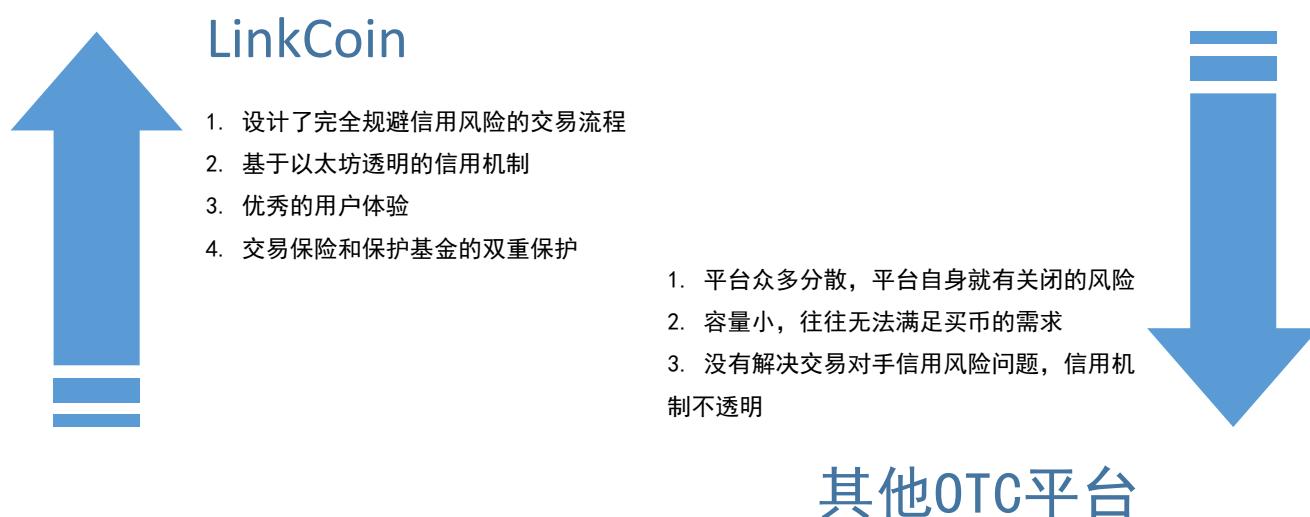 LinkCoin
1. 设计了完全规避信用风险的交易流程
2. 基于以太坊透明的信用机制
3. 优秀的用户体验
4. 交易保险和保护基金的双重保护
1. 平台众多分散，平台自身就有关闭的风险
2. 容量小，往往无法满足买币的需求
3. 没有解决交易对手信用风险问题，信用机
制不透明
其他OTC平台